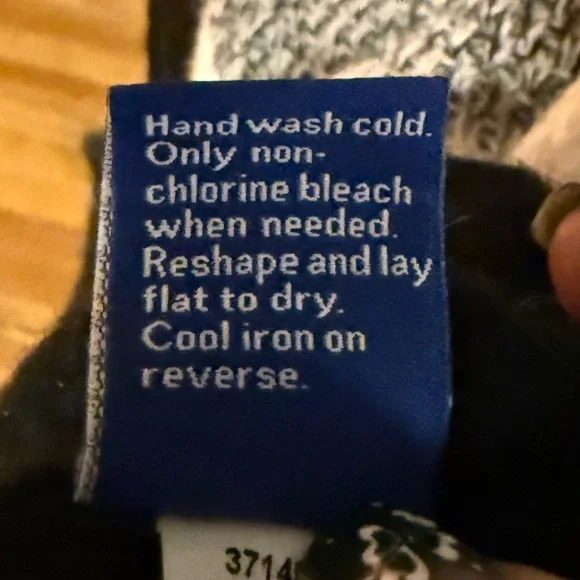 Hand wash cold.
Only non-
chlorine bleach
when needed.
Reshape and lay
flat to dry.
Cool iron on
reverse.
3714